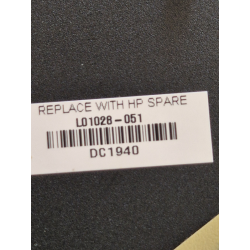 REPLACE WITH HP SPARE
L01028-051
DC1940